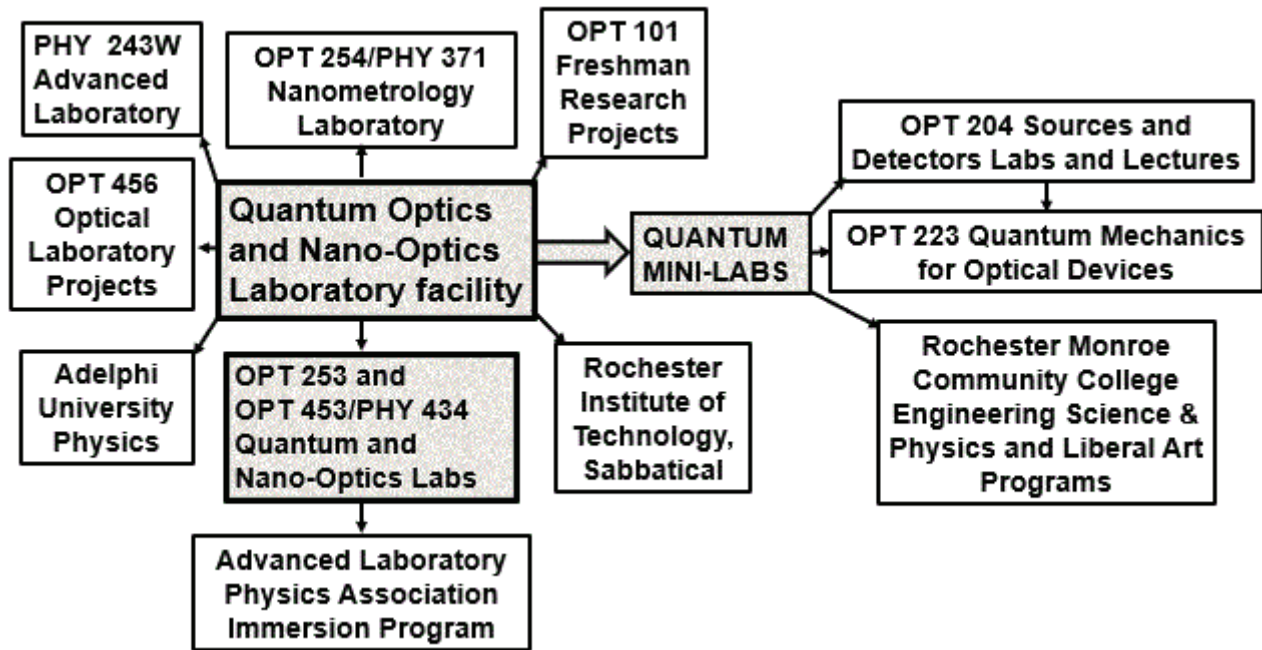 PHY 243W
Advanced
Laboratory
OPT 254/PHY 371
Nanometrology
Laboratory
OPT 101
Freshman
Research
Projects
OPT 204 Sources and
Detectors Labs and Lectures
OPT 456
Optical
Laboratory
Projects
Quantum Optics
and Nano-Optics
Laboratory facility
QUANTUM
MINI-LABS
OPT 223 Quantum Mechanics
for Optical Devices
Adelphi
University
Physics
OPT 253 and
OPT 453/PHY 434
Quantum and
Nano-Optics Labs
Rochester
Institute of
Technology,
Sabbatical
Rochester Monroe
Community College
Engineering Science &
Physics and Liberal Art
Programs
Advanced Laboratory
Physics Association
Immersion Program